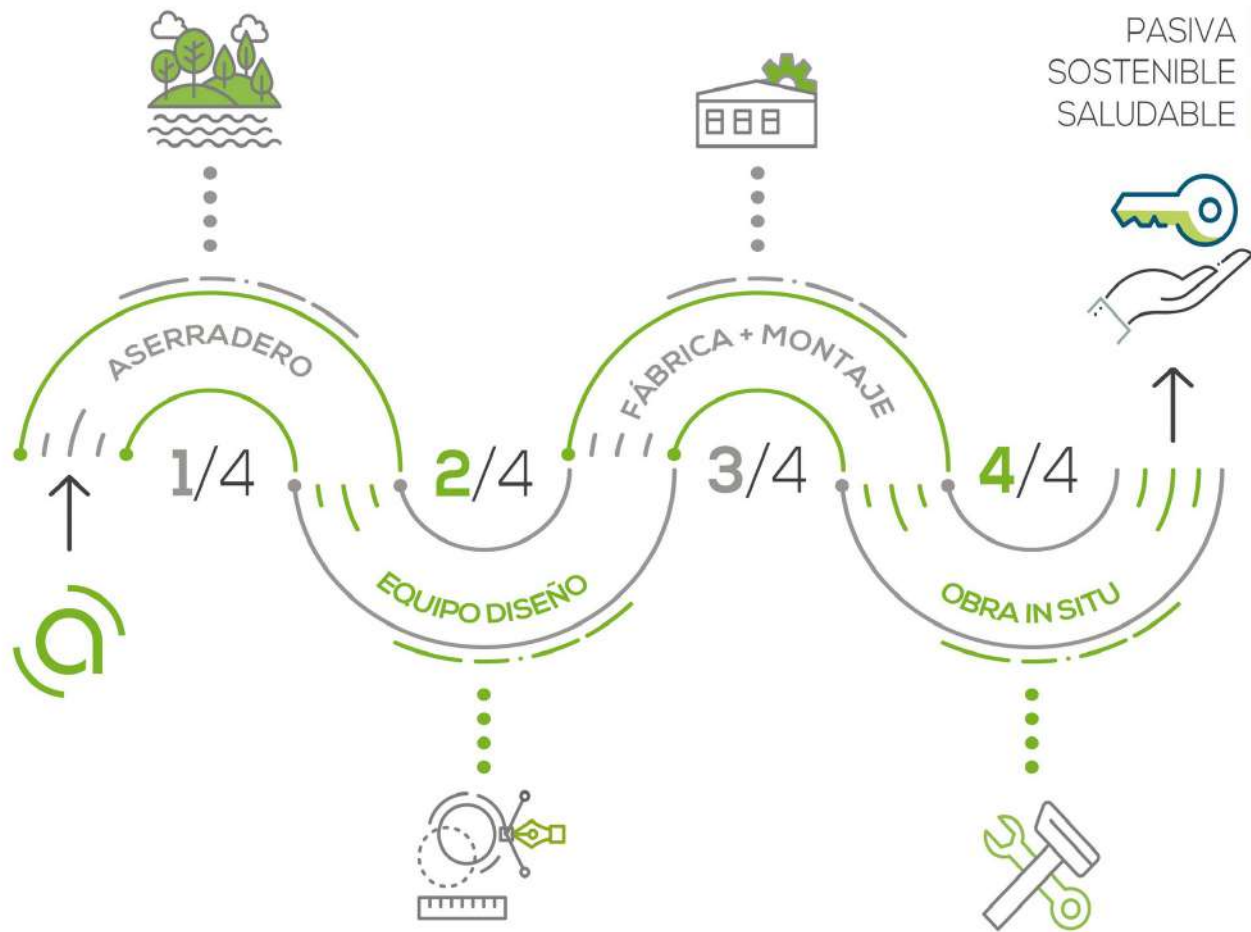 PASIVA
SOSTENIBLE
SALUDABLE
ASERRADERO
1/4
EQUIPO DISEÑO
2/4
FÁBRICA + MONTAJE
3/4
OBRA IN SITU
4/4
a